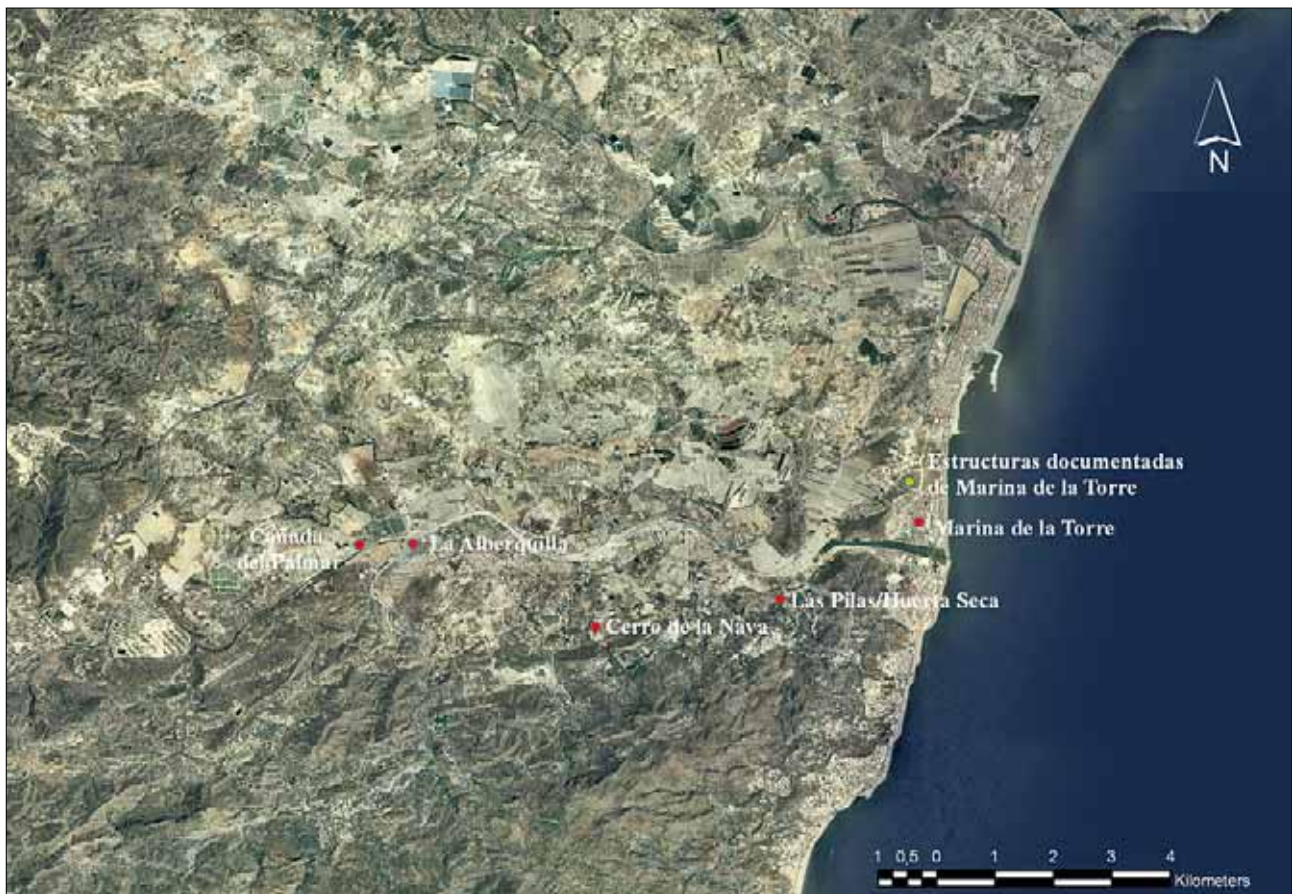 N
Estructuras documentadas
de Marina de la Torre
Marina de la Torre
Cañada
del Palmar
La Alberquilla
Las Pilas/Huerta Seca
Cerro de la Nava
1 0,5 0 1 2 3 4
Kilometers